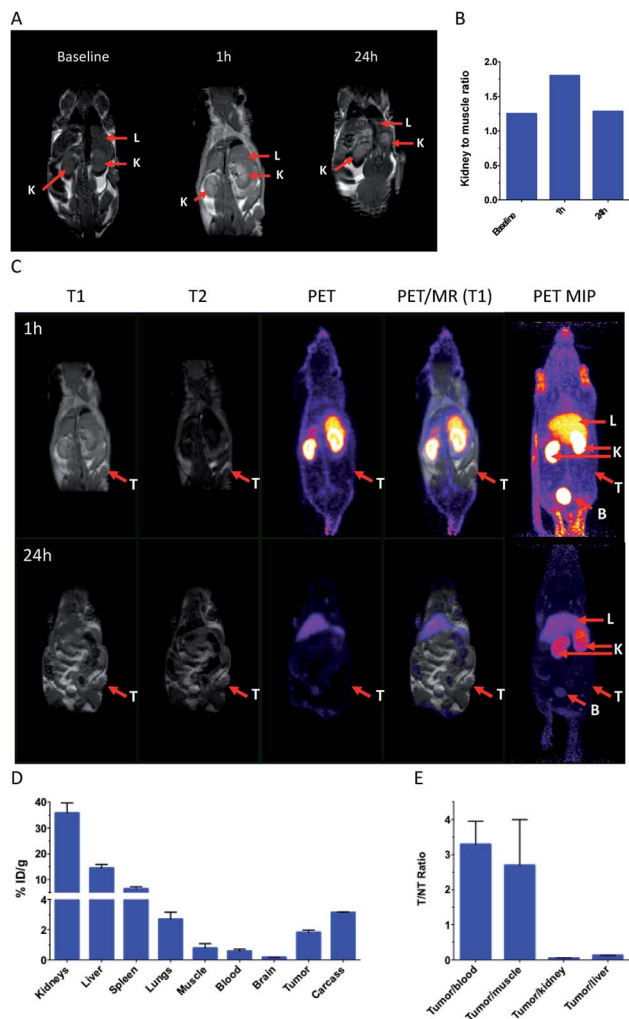 A
Baseline
1h
24h
L
K
K
L
K
K
L
K
K
B
Kidney to muscle ratio
2.0
1.5
1.0
0.5
0.0
Baseline
1h
24h
C
T1
T2
PET
PET/MR (T1)
PET MIP
1h
T
T
T
T
L
K
T
B
24h
T
T
T
T
L
K
T
B
D
% ID/g
40
30
20
10
4
2
0
Kidneys
Liver
Spleen
Lungs
Muscle
Blood
Brain
Tumor
Carcass
E
T/NT Ratio
4
3
2
1
0
Tumor/blood
Tumor/muscle
Tumor/kidney
Tumor/liver